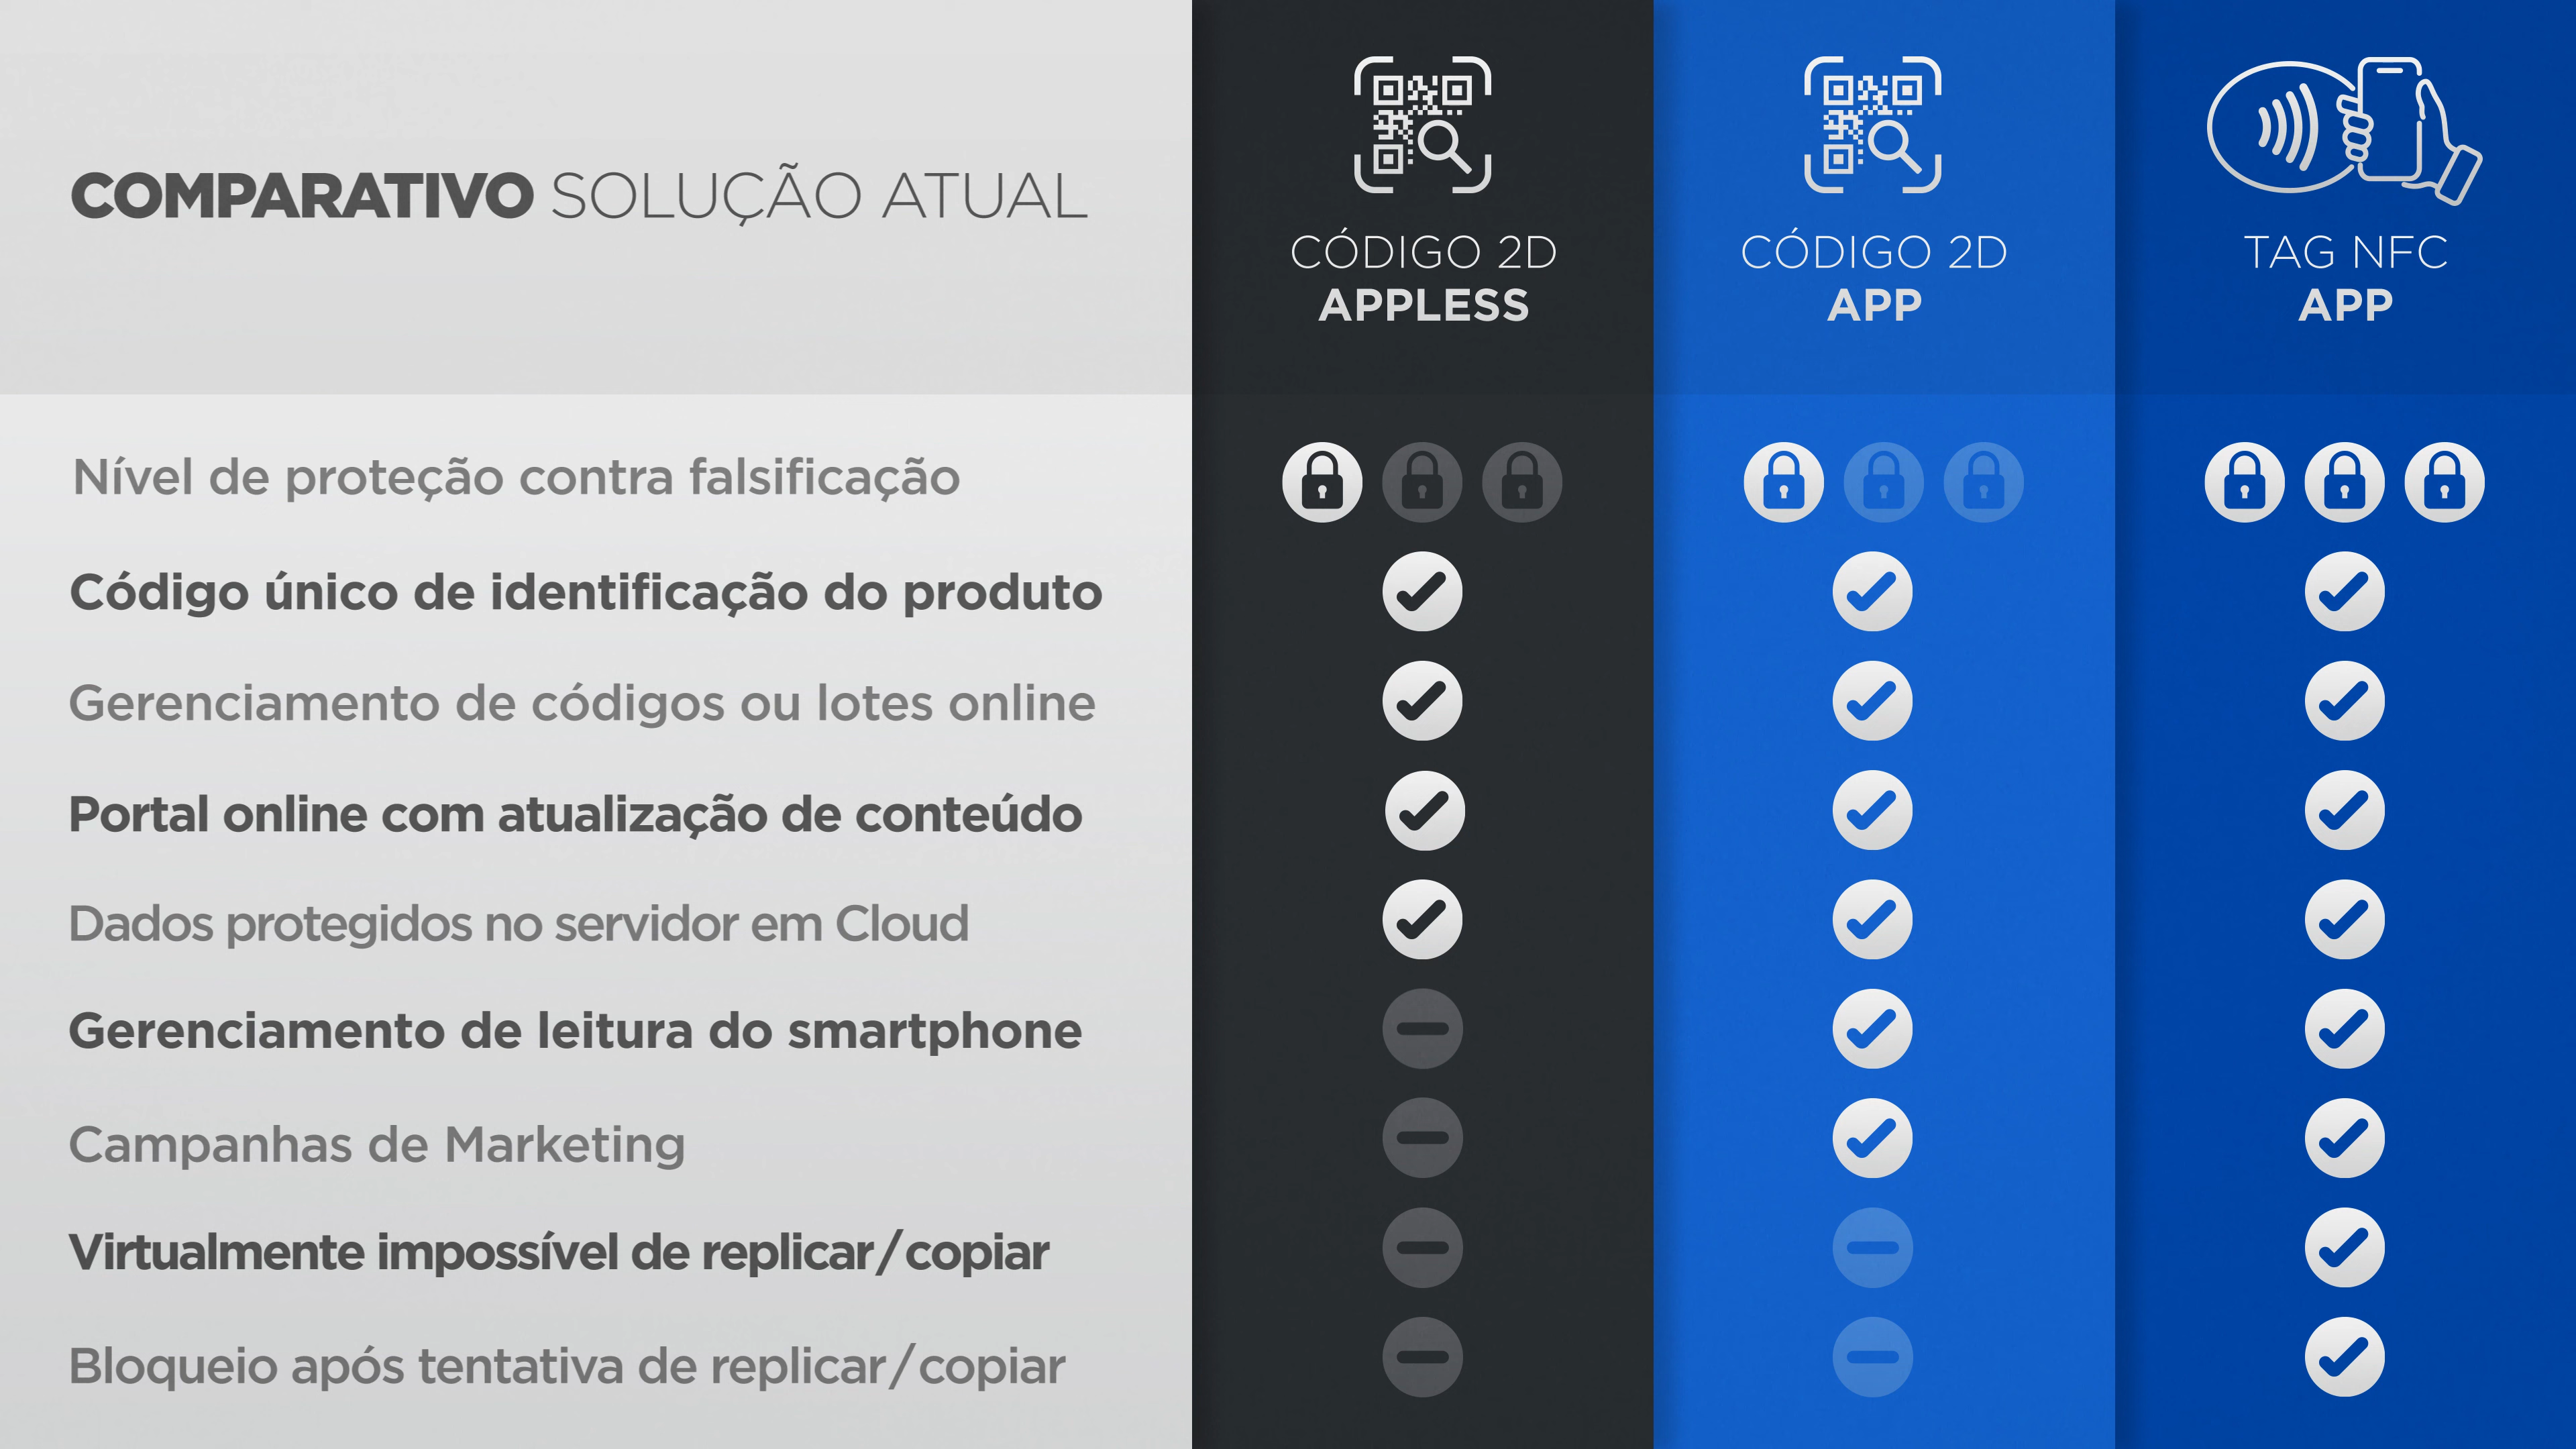 COMPARATIVO SOLUÇÃO ATUAL
CÓDIGO 2D
APPLESS
CÓDIGO 2D
APP
TAG NFC
APP
Nível de proteção contra falsificação
Código único de identificação do produto
Gerenciamento de códigos ou lotes online
Portal online com atualização de conteúdo
Dados protegidos no servidor em Cloud
Gerenciamento de leitura do smartphone
Campanhas de Marketing
Virtualmente impossível de replicar/copiar
Bloqueio após tentativa de replicar/copiar